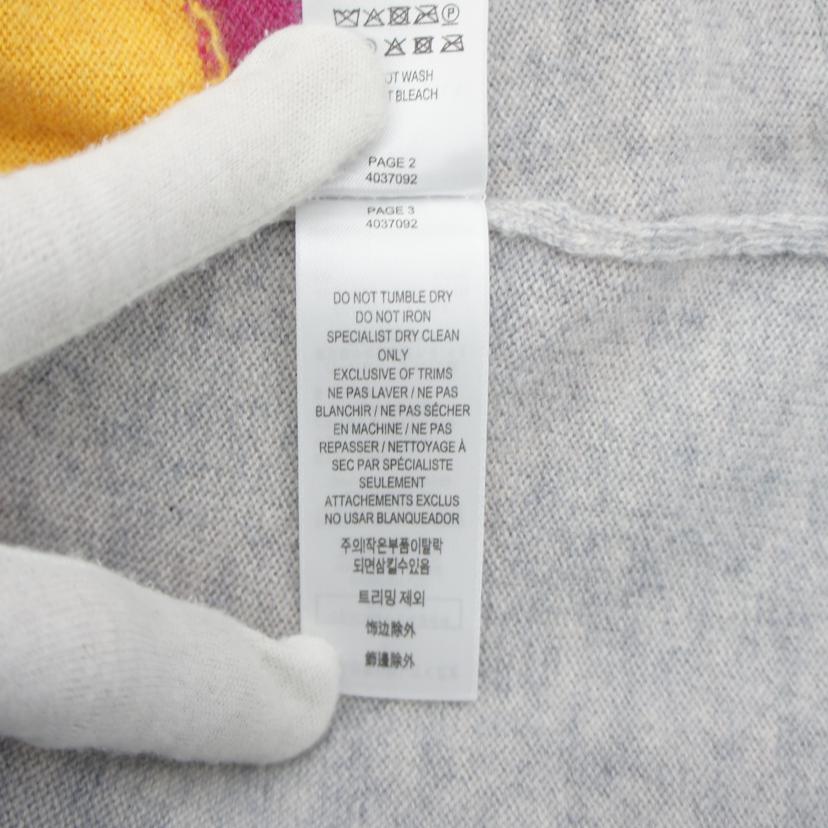 WASH
BLEACH
PAGE 2
4037092
PAGE 3
4037092
DO NOT TUMBLE DRY
DO NOT IRON
SPECIALIST DRY CLEAN
ONLY
EXCLUSIVE OF TRIMS
NE PAS LAVER / NE PAS
BLANCHIR / NE PAS SÉCHER
EN MACHINE / NE PAS
REPASSER / NETTOYAGE À
SEC PAR SPÉCIALISTE
SEULEMENT
ATTACHEMENTS EXCLUS
NO USAR BLANQUEADOR
주의!작은부품이탈락
되면삼킬수있음
트리밍 제외
饰边除外
飾邊除外